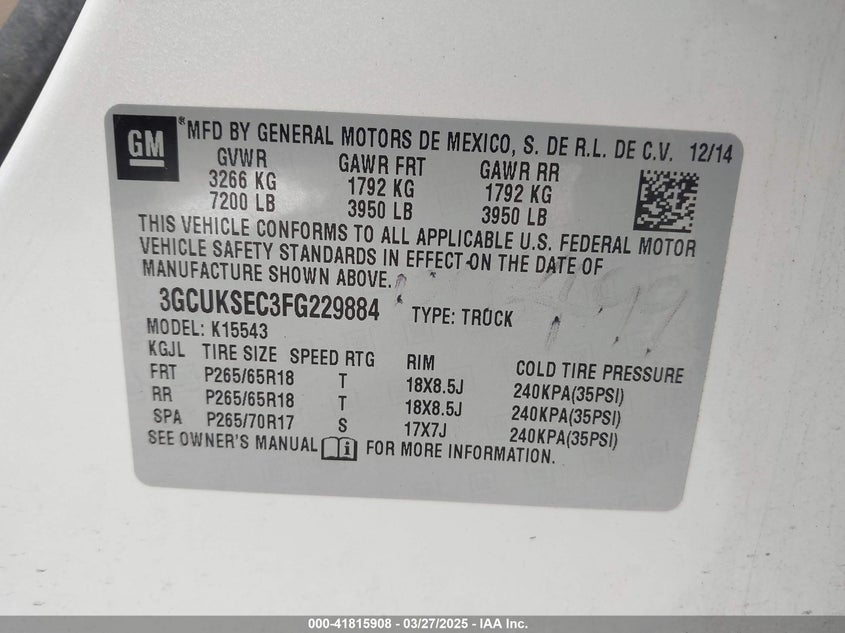 GM
*MFD BY GENERAL MOTORS DE MEXICO, S. DE R.L. DE C.V. 12/14
GVWR GAWR FRT GAWR RR
3266 KG 1792 KG 1792 KG
7200 LB 3950 LB 3950 LB
THIS VEHICLE CONFORMS TO ALL APPLICABLE U.S. FEDERAL MOTOR
VEHICLE SAFETY STANDARDS IN EFFECT ON THE DATE OF
MANUFACTURE SHOWN ABOVE.
3GCUKSEC3FG229884 TYPE: TRUCK
MODEL: K15543
KGJL TIRE SIZE SPEED RTG RIM COLD TIRE PRESSURE
FRT P265/65R18 T 18X8.5J 240KPA(35PSI)
RR P265/65R18 T 18X8.5J 240KPA(35PSI)
SPA P265/70R17 S 17X7J 240KPA(35PSI)
SEE OWNER'S MANUAL FOR MORE INFORMATION.
000-41815908 - 03/27/2025 - IAA Inc.